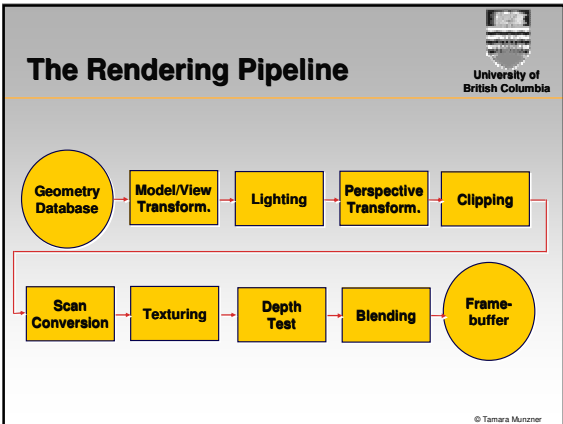 The Rendering Pipeline
University of
British Columbia
Geometry
Database
Model/View
Transform.
Lighting
Perspective
Transform.
Clipping
Scan
Conversion
Texturing
Depth
Test
Blending
Frame-
buffer
© Tamara Munzner